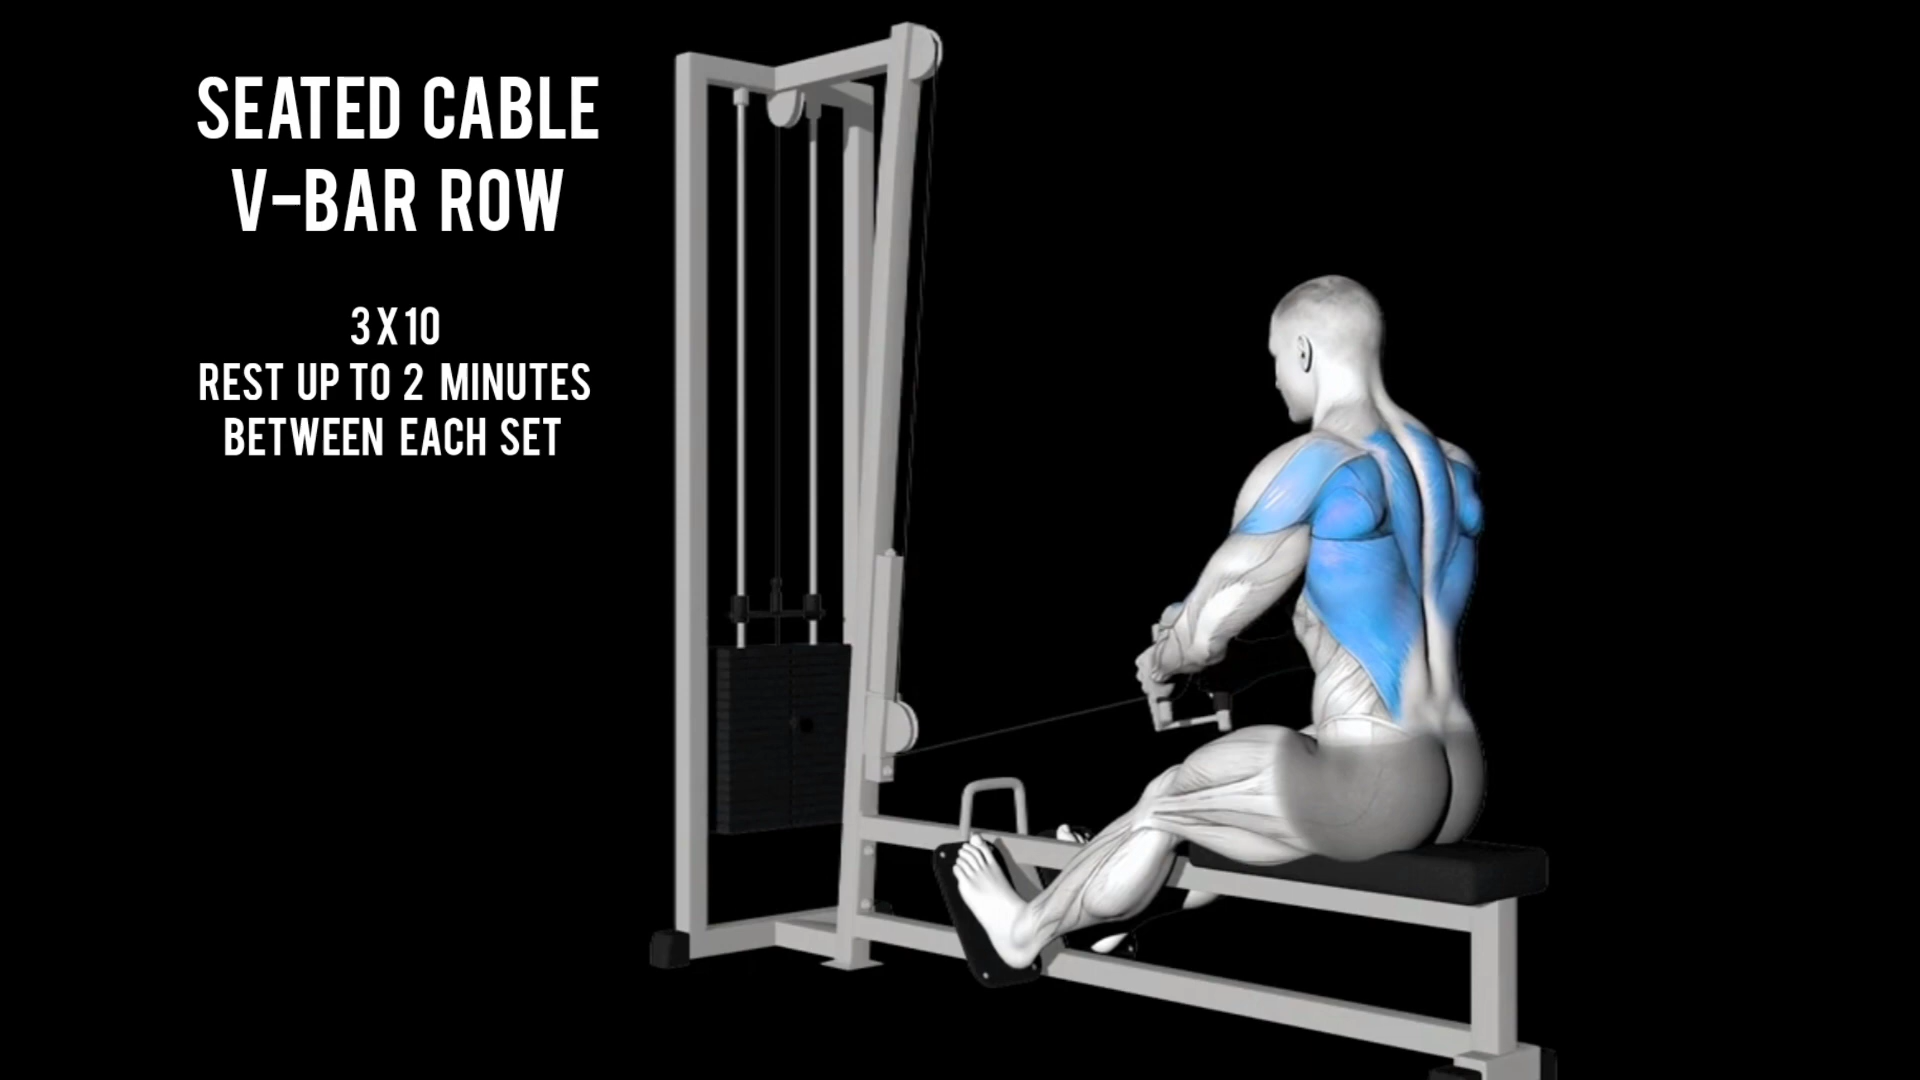 SEATED CABLE
V-BAR ROW
3 X 10
REST UP TO 2 MINUTES
BETWEEN EACH SET